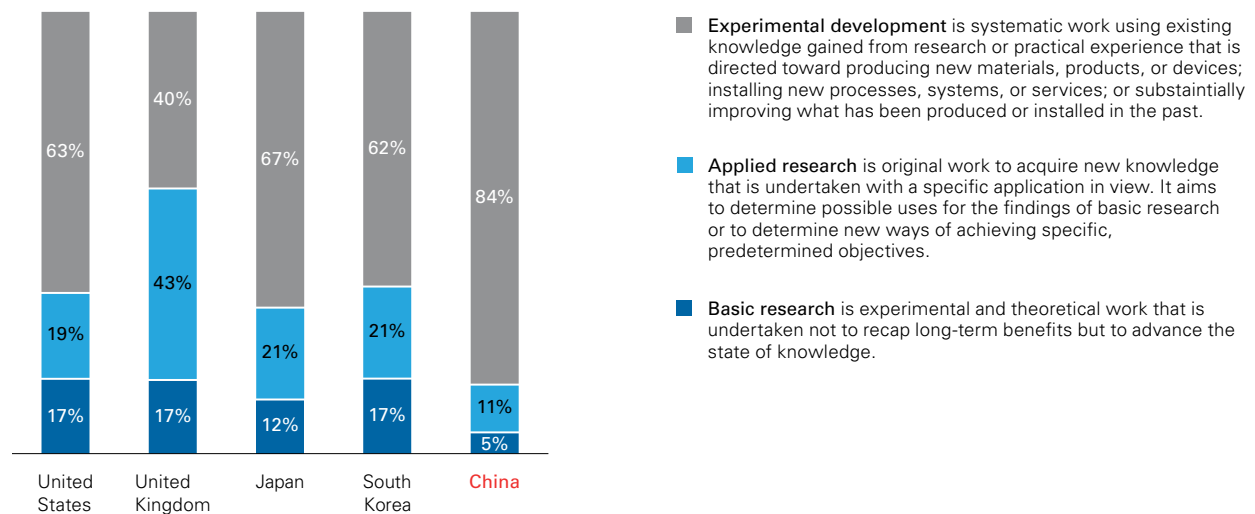 63%
40%
67%
62%
84%
19%
43%
21%
21%
11%
17%
17%
12%
17%
5%
United
States
United
Kingdom
Japan
South
Korea
China
Experimental development is systematic work using existing
knowledge gained from research or practical experience that is
directed toward producing new materials, products, or devices;
installing new processes, systems, or services; or substaintially
improving what has been produced or installed in the past.
Applied research is original work to acquire new knowledge
that is undertaken with a specific application in view. It aims
to determine possible uses for the findings of basic research
or to determine new ways of achieving specific,
predetermined objectives.
Basic research is experimental and theoretical work that is
undertaken not to recap long-term benefits but to advance the
state of knowledge.